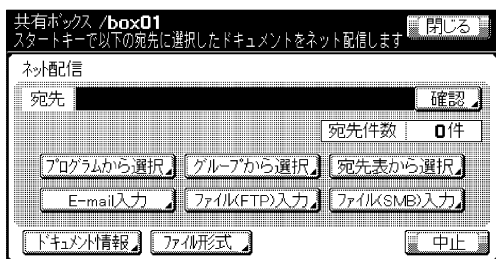 共有ボックス /box01 閉じる
スタートキーで以下の宛先に選択したドキュメントをネット配信します
ネット配信
宛先 確認
宛先件数 0件
プログラムから選択 グループから選択 宛先表から選択
E-mail入力 ファイル(FTP)入力 ファイル(SMB)入力
ドキュメント情報 ファイル形式 中止